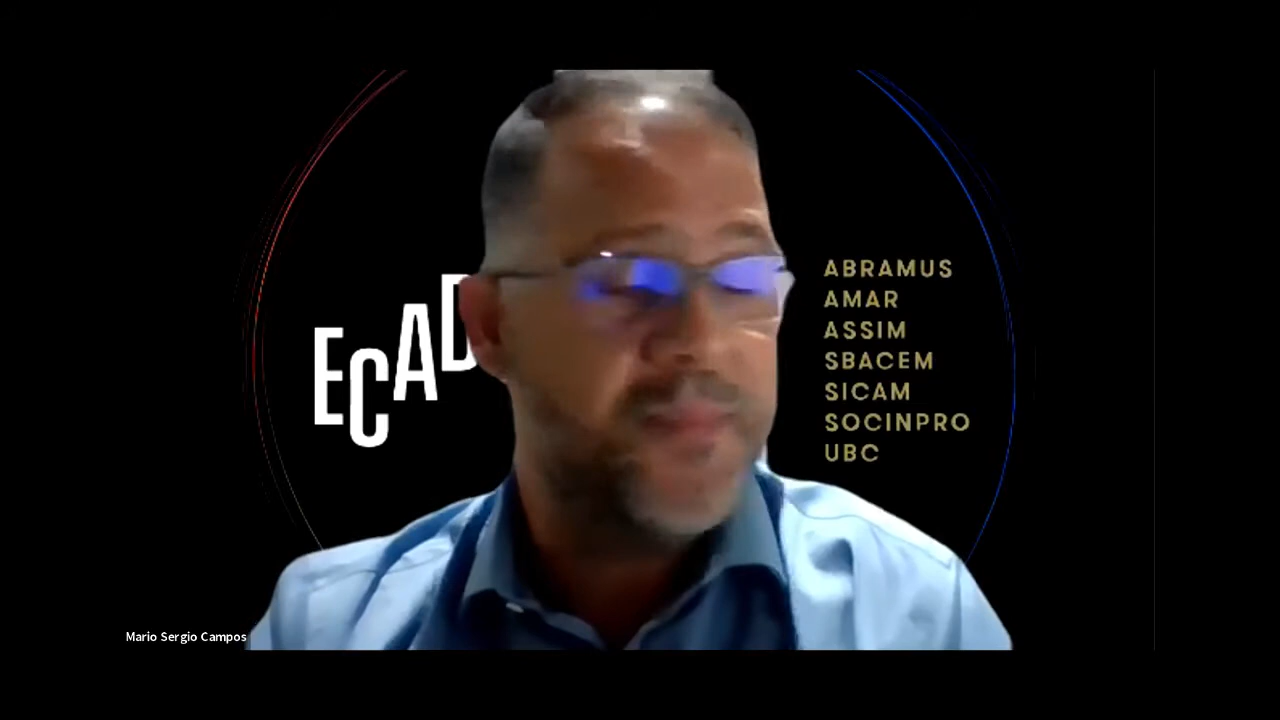 ECAD
ABRAMUS
AMAR
ASSIM
SBACEM
SICAM
SOCINPRO
UBC
Mario Sergio Campos